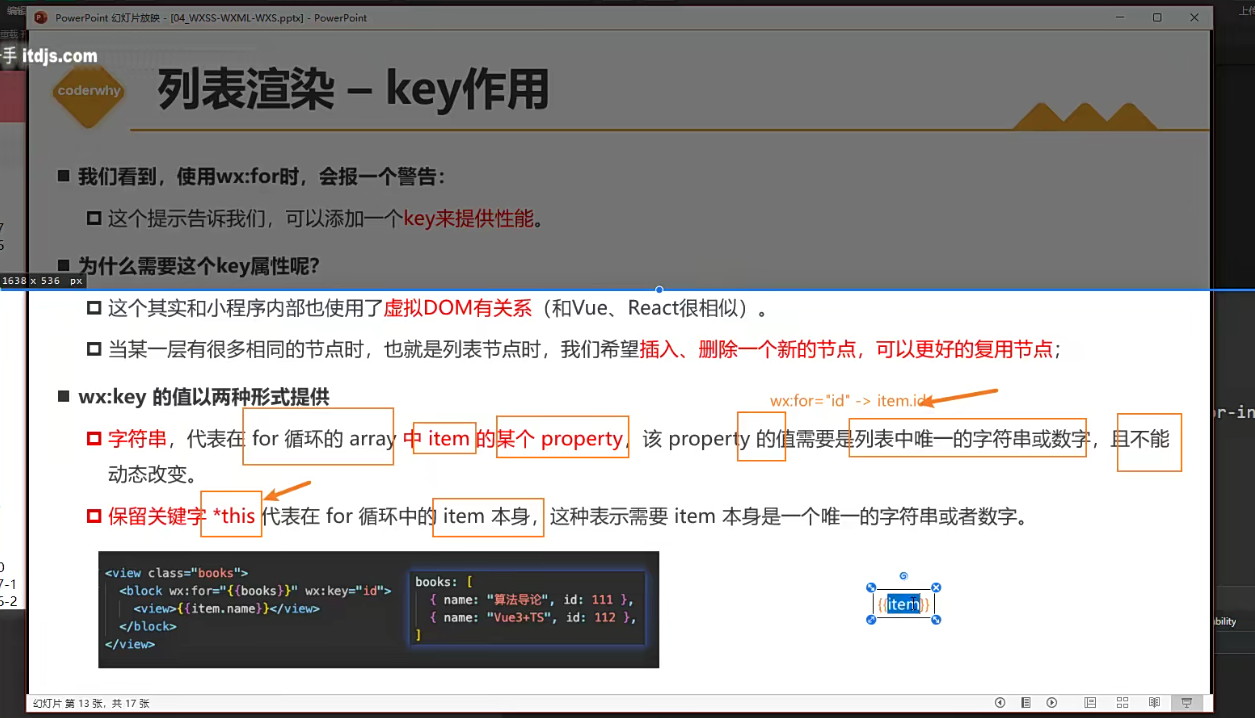 PowerPoint 幻灯片放映 - [04_WXSS-WXML-WXS.pptx] - PowerPoint
手 itdjs.com
coderwhy
列表渲染 – key作用
我们看到，使用wx:for时，会报一个警告：
这个提示告诉我们，可以添加一个key来提供性能。
1638 x 536 px
为什么需要这个key属性呢？
这个其实和小程序内部也使用了虚拟DOM有关系（和Vue、React很相似）。
当某一层有很多相同的节点时，也就是列表节点时，我们希望插入、删除一个新的节点，可以更好的复用节点；
wx:key 的值以两种形式提供
wx:for="id" -> item.id
字符串，代表在 for 循环的 array 中 item 的某个 property，该 property 的值需要是列表中唯一的字符串或数字，且不能
动态改变。
保留关键字 *this 代表在 for 循环中的 item 本身，这种表示需要 item 本身是一个唯一的字符串或者数字。
<view class="books">
<block wx:for="{{books}}" wx:key="id">
<view>{{item.name}}</view>
</block>
</view>
books: [
{ name: "算法导论", id: 111 },
{ name: "Vue3+TS", id: 112 },
]
{{item}}
幻灯片 第 13 张，共 17 张